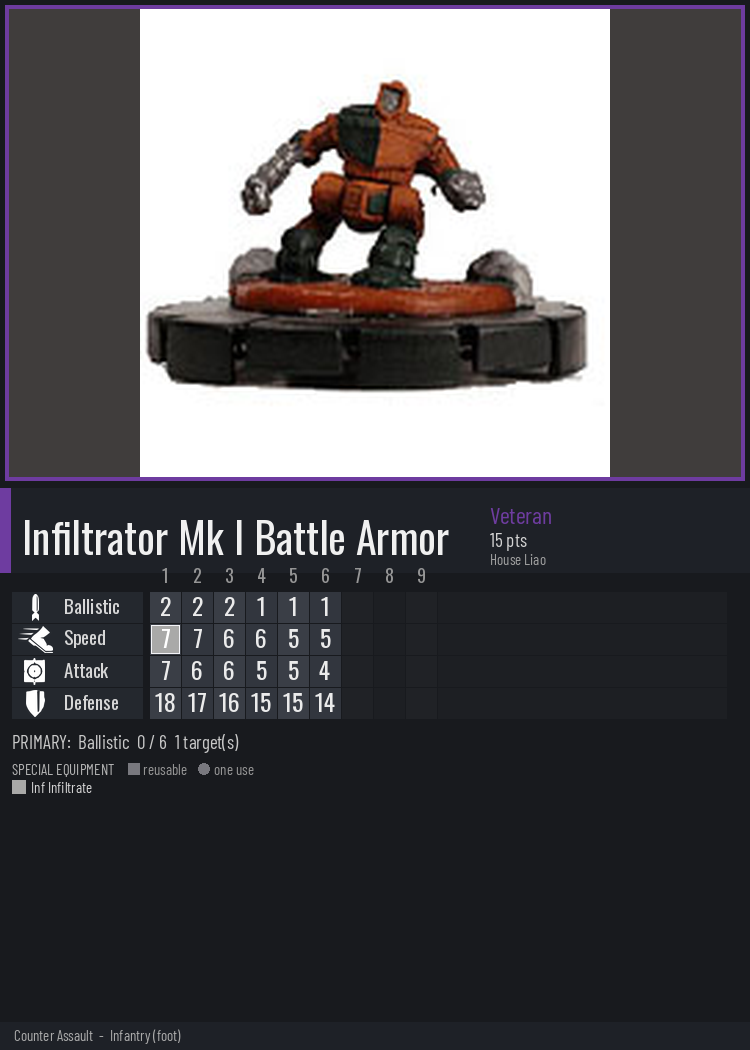 Infiltrator Mk I Battle Armor
Veteran
15 pts
House Liao
1 2 3 4 5 6 7 8 9
Ballistic 2 2 2 1 1 1
Speed 7 7 6 6 5 5
Attack 7 6 6 5 5 4
Defense 18 17 16 15 15 14
PRIMARY: Ballistic 0 / 6 1 target(s)
SPECIAL EQUIPMENT reusable one use
Inf Infiltrate
Counter Assault - Infantry (foot)